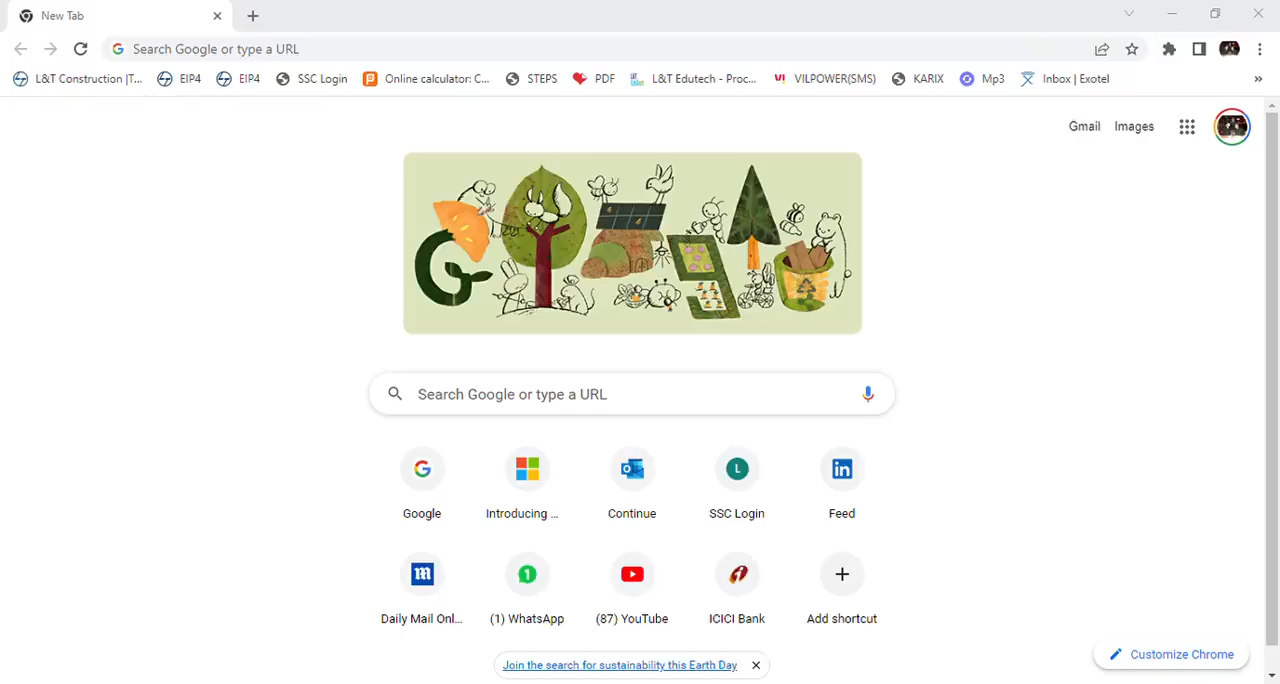 New Tab
Search Google or type a URL
L&T Construction |T... EIP4 EIP4 SSC Login Online calculator: C... STEPS PDF L&T Edutech - Proc... VILPOWER(SMS) KARIX Mp3 Inbox | Exotel »
Gmail Images
Search Google or type a URL
Google Introducing ... Continue SSC Login Feed
Daily Mail Onl... (1) WhatsApp (87) YouTube ICICI Bank Add shortcut
Join the search for sustainability this Earth Day
Customize Chrome